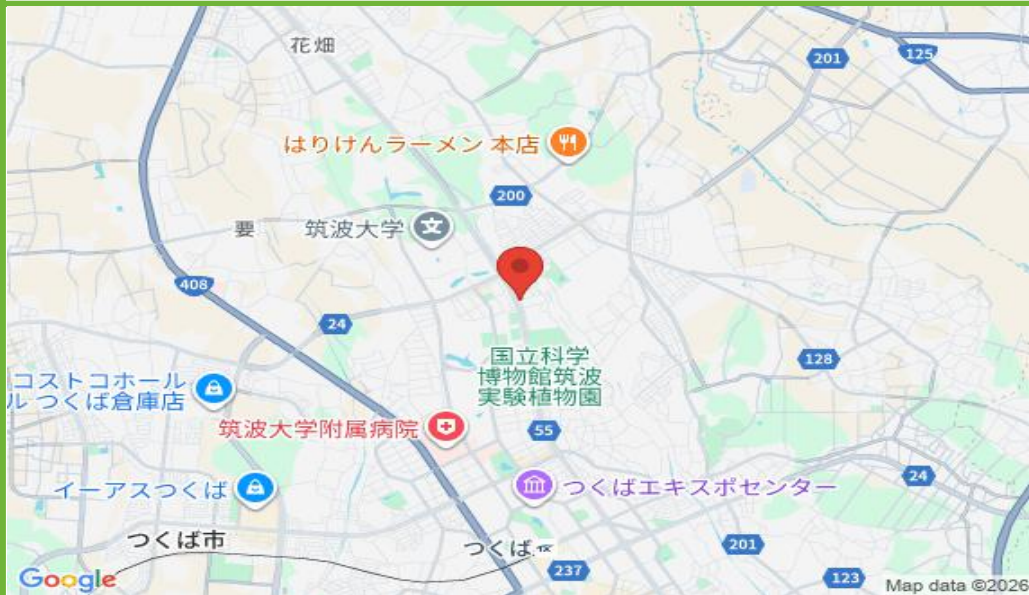 花畑
201
125
はりけんラーメン 本店
200
要
筑波大学
文
408
24
国立科学
博物館筑波
実験植物園
128
コストコホール
ル つくば倉庫店
筑波大学附属病院
55
24
イーアスつくば
つくばエキスポセンター
つくば市
つくば
201
237
123
Google
Map data ©2026